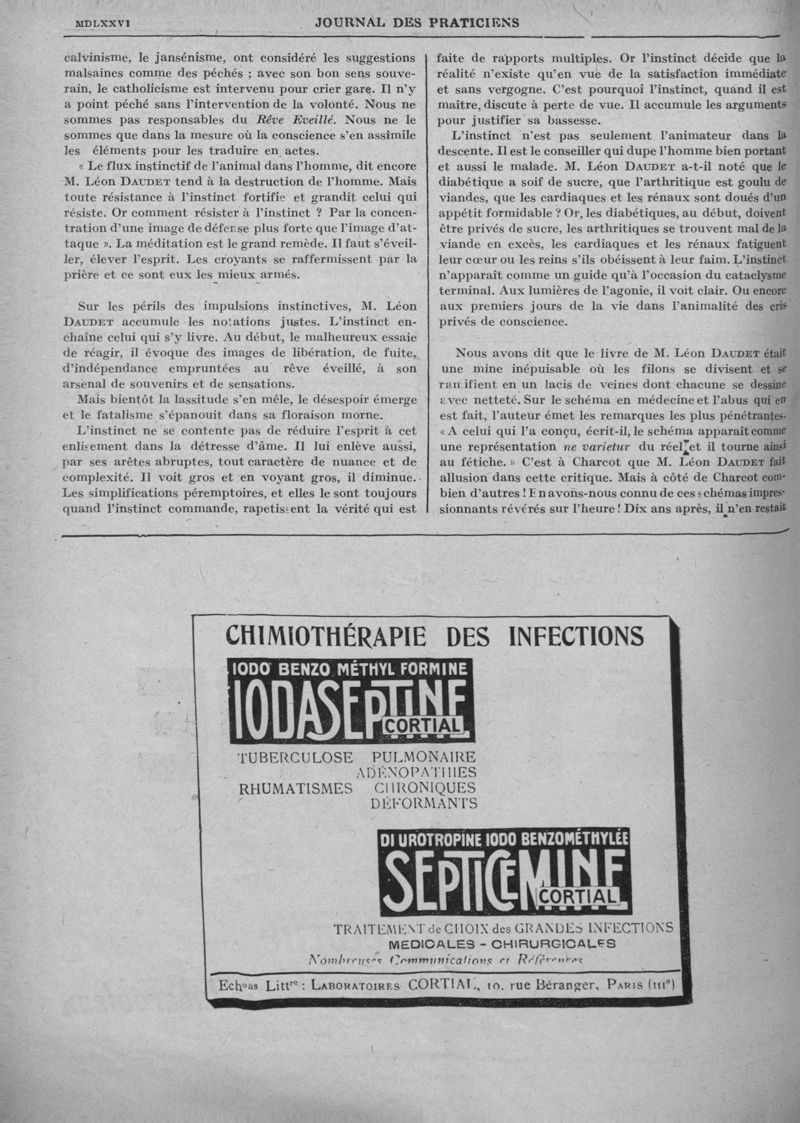 MDLXXVI
JOURNAL DES PRATICIENS
calvinisme, le jansénisme, ont considéré les suggestions
malsaines comme des péchés ; avec son bon sens souve-
rain, le catholicisme est intervenu pour crier gare. Il n'y
a point péché sans l'intervention de la volonté. Nous ne
sommes pas responsables du Rêve Eveillé. Nous ne le
sommes que dans la mesure où la conscience s'en assimile
les éléments pour les traduire en actes.
« Le flux instinctif de l'animal dans l'homme, dit encore
M. Léon DAUDET tend à la destruction de l'homme. Mais
toute résistance à l'instinct fortifie et grandit celui qui
résiste. Or comment résister à l'instinct ? Par la concen-
tration d'une image de défense plus forte que l'image d'at-
taque ». La méditation est le grand remède. Il faut s'éveil-
ler, élever l'esprit. Les croyants se raffermissent par la
prière et ce sont eux les mieux armés.
Sur les périls des impulsions instinctives, M. Léon
DAUDET accumule les notations justes. L'instinct en-
chaîne celui qui s'y livre. Au début, le malheureux essaie
de réagir, il évoque des images de libération, de fuite,
d'indépendance empruntées au rêve éveillé, à son
arsenal de souvenirs et de sensations.
Mais bientôt la lassitude s'en mêle, le désespoir émerge
et le fatalisme s'épanouit dans sa floraison morne.
L'instinct ne se contente pas de réduire l'esprit à cet
enlisement dans la détresse d'âme. Il lui enlève aussi,
par ses arêtes abruptes, tout caractère de nuance et de
complexité. Il voit gros et en voyant gros, il diminue.
Les simplifications péremptoires, et elles le sont toujours
quand l'instinct commande, rapetissent la vérité qui est
faite de rapports multiples. Or l'instinct décide que la
réalité n'existe qu'en vue de la satisfaction immédiate
et sans vergogne. C'est pourquoi l'instinct, quand il est
maître, discute à perte de vue. Il accumule les arguments
pour justifier sa bassesse.
L'instinct n'est pas seulement l'animateur dans la
descente. Il est le conseiller qui dupe l'homme bien portant
et aussi le malade. M. Léon DAUDET a-t-il noté que le
diabétique a soif de sucre, que l'arthritique est goulu de
viandes, que les cardiaques et les rénaux sont doués d'un
appétit formidable ? Or, les diabétiques, au début, doivent
être privés de sucre, les arthritiques se trouvent mal de la
viande en excès, les cardiaques et les rénaux fatiguent
leur cœur ou les reins s'ils obéissent à leur faim. L'instinct
n'apparaît comme un guide qu'à l'occasion du cataclysme
terminal. Aux lumières de l'agonie, il voit clair. Ou encore
aux premiers jours de la vie dans l'animalité des cris
privés de conscience.
Nous avons dit que le livre de M. Léon DAUDET était
une mine inépuisable où les filons se divisent et se
ramifient en un lacis de veines dont chacune se dessine
avec netteté. Sur le schéma en médecine et l'abus qui en
est fait, l'auteur émet les remarques les plus pénétrantes.
« A celui qui l'a conçu, écrit-il, le schéma apparaît comme
une représentation ne varietur du réel et il tourne ainsi
au fétiche. » C'est à Charcot que M. Léon DAUDET fait
allusion dans cette critique. Mais à côté de Charcot com-
bien d'autres ! En avons-nous connu de ces schémas impres-
sionnants révérés sur l'heure ! Dix ans après, il n'en restait
CHIMIOTHÉRAPIE DES INFECTIONS
IODO BENZO MÉTHYL FORMINE
IODASEPTINE
CORTIAL
TUBERCULOSE PULMONAIRE
ADÉNOPATHIES
RHUMATISMES CHRONIQUES
DÉFORMANTS
DI UROTROPINE IODO BENZOMÉTHYLÉE
SEPTICEMINE
CORTIAL
TRAITEMENT de CHOIX des GRANDES INFECTIONS
MEDICALES - CHIRURGICALES
Nombreuses Communications et Références
Echons Littre : LABORATOIRES CORTIAL, 10, rue Béranger, PARIS (IIIe)